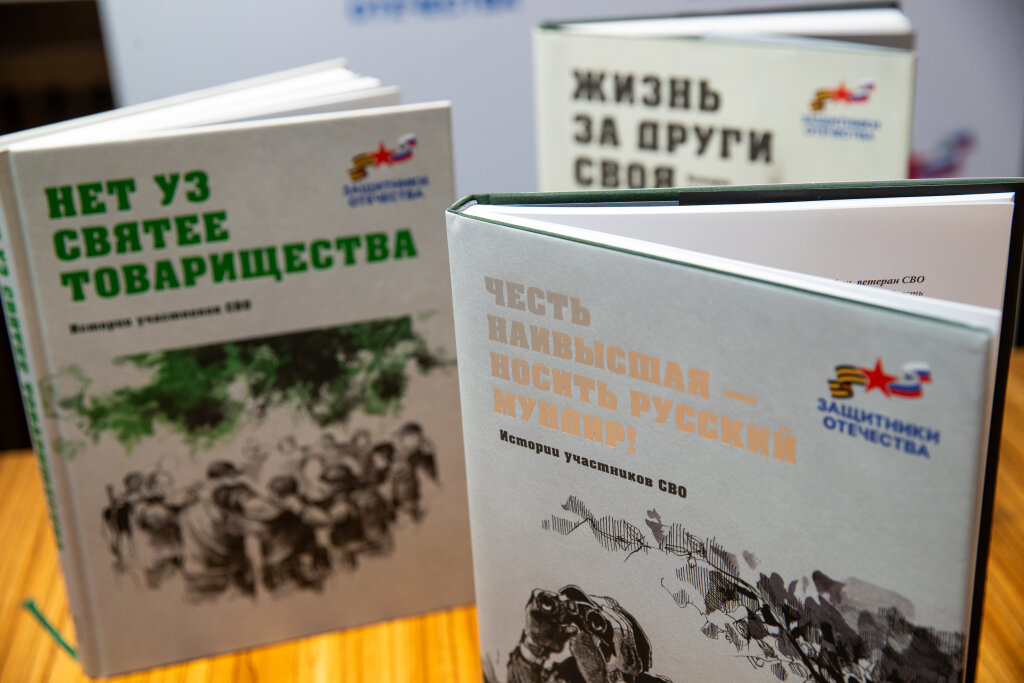 ОТЕЧЕСТВА
НЕТ УЗ
СВЯТЕЕ
ТОВАРИЩЕСТВА
Истории участников СВО
ЗАЩИТНИКИ
ОТЕЧЕСТВА
ЖИЗНЬ
ЗА ДРУГИ
СВОЯ
ЗАЩИТНИКИ
ОТЕЧЕСТВА
ветеран СВО
ЧЕСТЬ
НАИВЫСШАЯ —
НОСИТЬ РУССКИЙ
МУНДИР!
Истории участников СВО
ЗАЩИТНИКИ
ОТЕЧЕСТВА